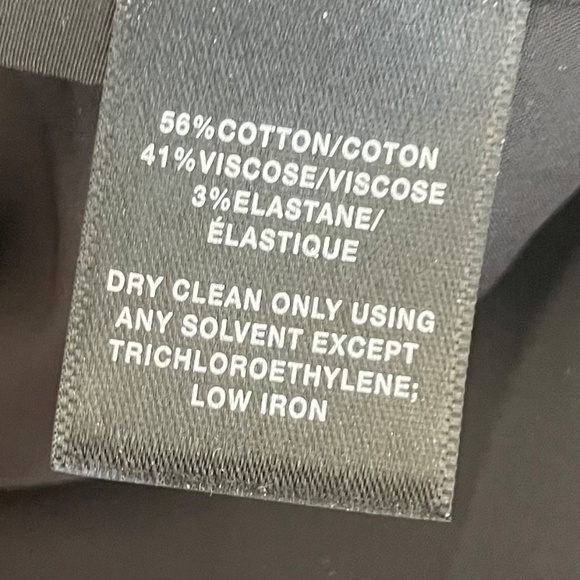 56%COTTON/COTON
41%VISCOSE/VISCOSE
3%ELASTANE/
ÉLASTIQUE
DRY CLEAN ONLY USING
ANY SOLVENT EXCEPT
TRICHLOROETHYLENE;
LOW IRON